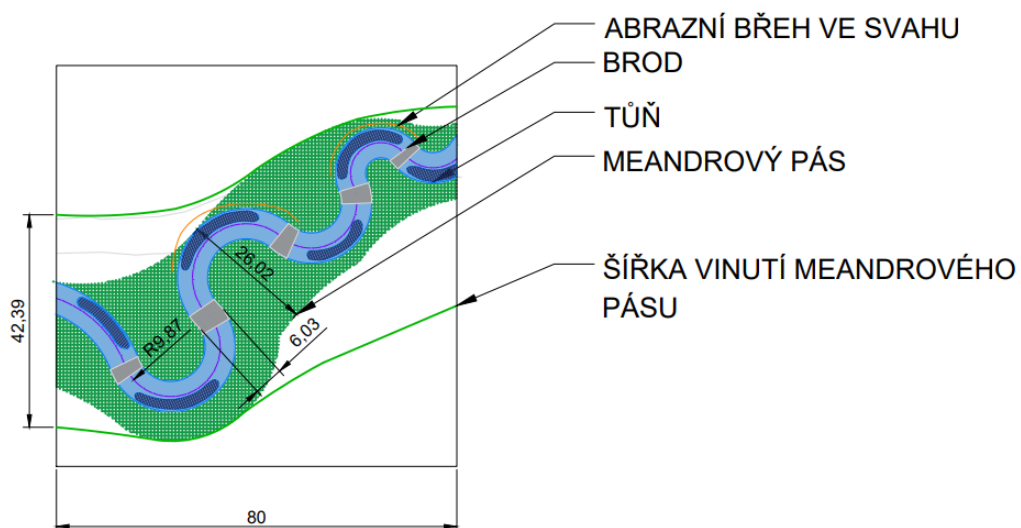 ABRAZNÍ BŘEH VE SVAHU
BROD
TŮŇ
MEANDROVÝ PÁS
ŠÍŘKA VINUTÍ MEANDROVÉHO
PÁSU
26,02
42,39
R9,87
6,03
80